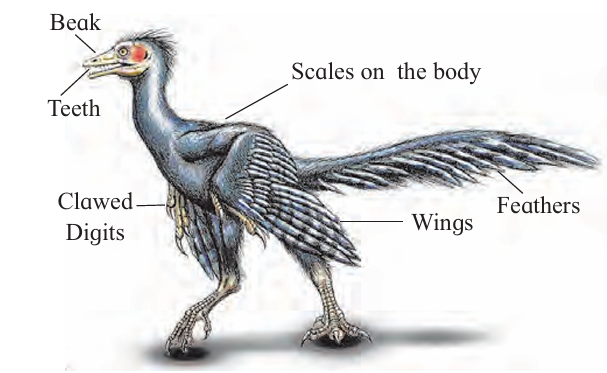 Beak
Scales on the body
Teeth
Clawed
Digits
Feathers
Wings